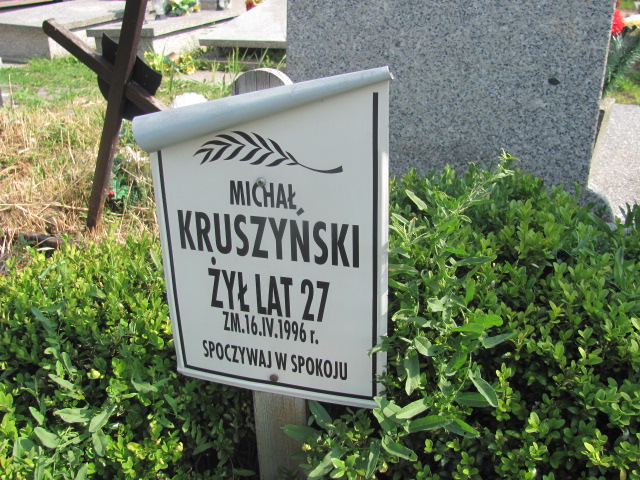 MICHAŁ
KRUSZYŃSKI
ŻYŁ LAT 27
ZM.16.IV.1996 r.
SPOCZYWAJ W SPOKOJU